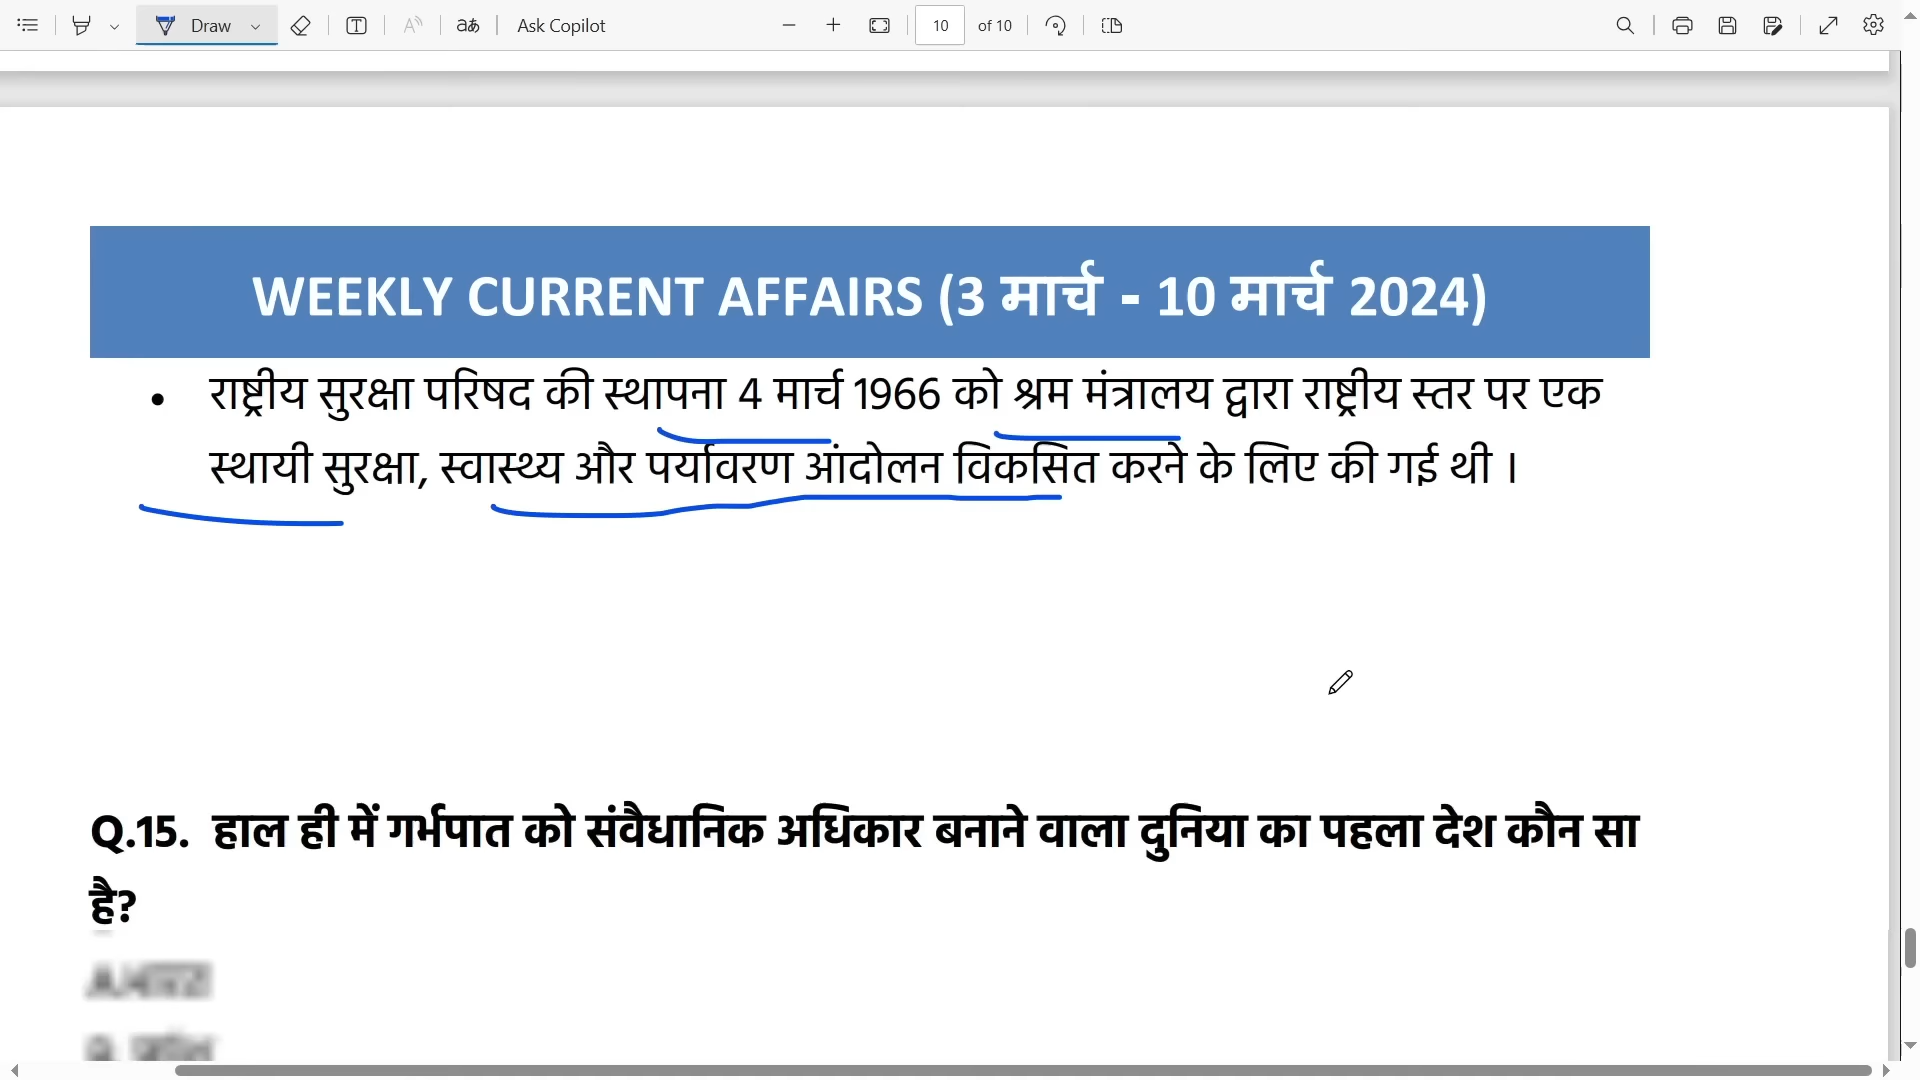 Draw
Ask Copilot
10 of 10
WEEKLY CURRENT AFFAIRS (3 मार्च - 10 मार्च 2024)
• राष्ट्रीय सुरक्षा परिषद की स्थापना 4 मार्च 1966 को श्रम मंत्रालय द्वारा राष्ट्रीय स्तर पर एक
स्थायी सुरक्षा, स्वास्थ्य और पर्यावरण आंदोलन विकसित करने के लिए की गई थी ।
Q.15. हाल ही में गर्भपात को संवैधानिक अधिकार बनाने वाला दुनिया का पहला देश कौन सा
है?